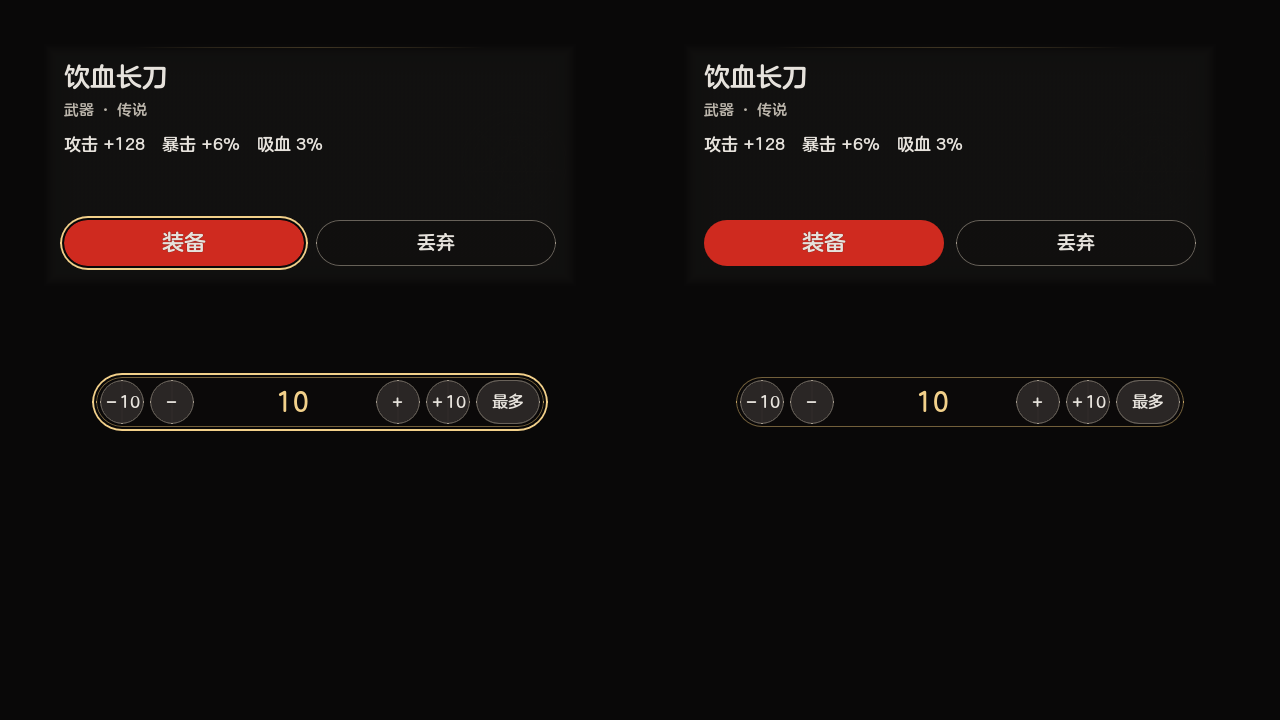 饮血长刀
武器 · 传说
攻击 +128 暴击 +6% 吸血 3%
装备 丢弃
−10 − 10 + +10 最多
饮血长刀
武器 · 传说
攻击 +128 暴击 +6% 吸血 3%
装备 丢弃
−10 − 10 + +10 最多